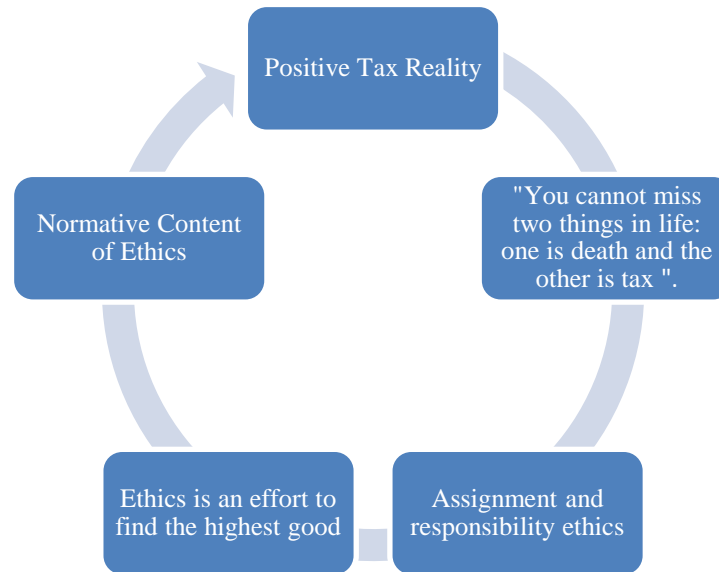 Positive Tax Reality
"You cannot miss
two things in life:
one is death and the
other is tax ".
Assignment and
responsibility ethics
Ethics is an effort to
find the highest good
Normative Content
of Ethics